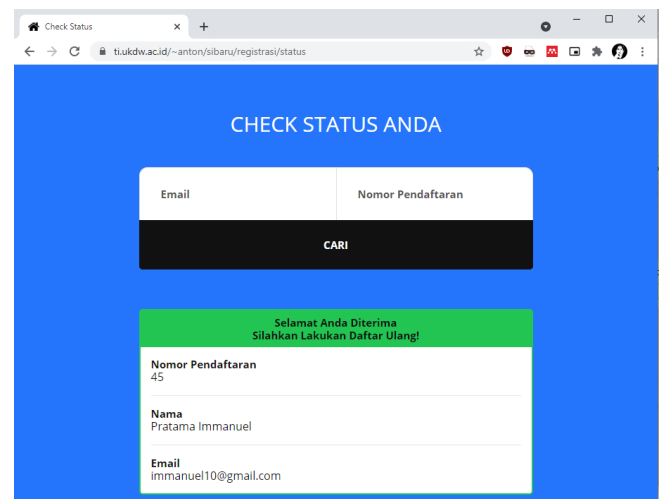 Check Status
ti.ukdw.ac.id/~anton/sibaru/registrasi/status
CHECK STATUS ANDA
Email
Nomor Pendaftaran
CARI
Selamat Anda Diterima
Silahkan Lakukan Daftar Ulang!
Nomor Pendaftaran
45
Nama
Pratama Immanuel
Email
immanuel10@gmail.com